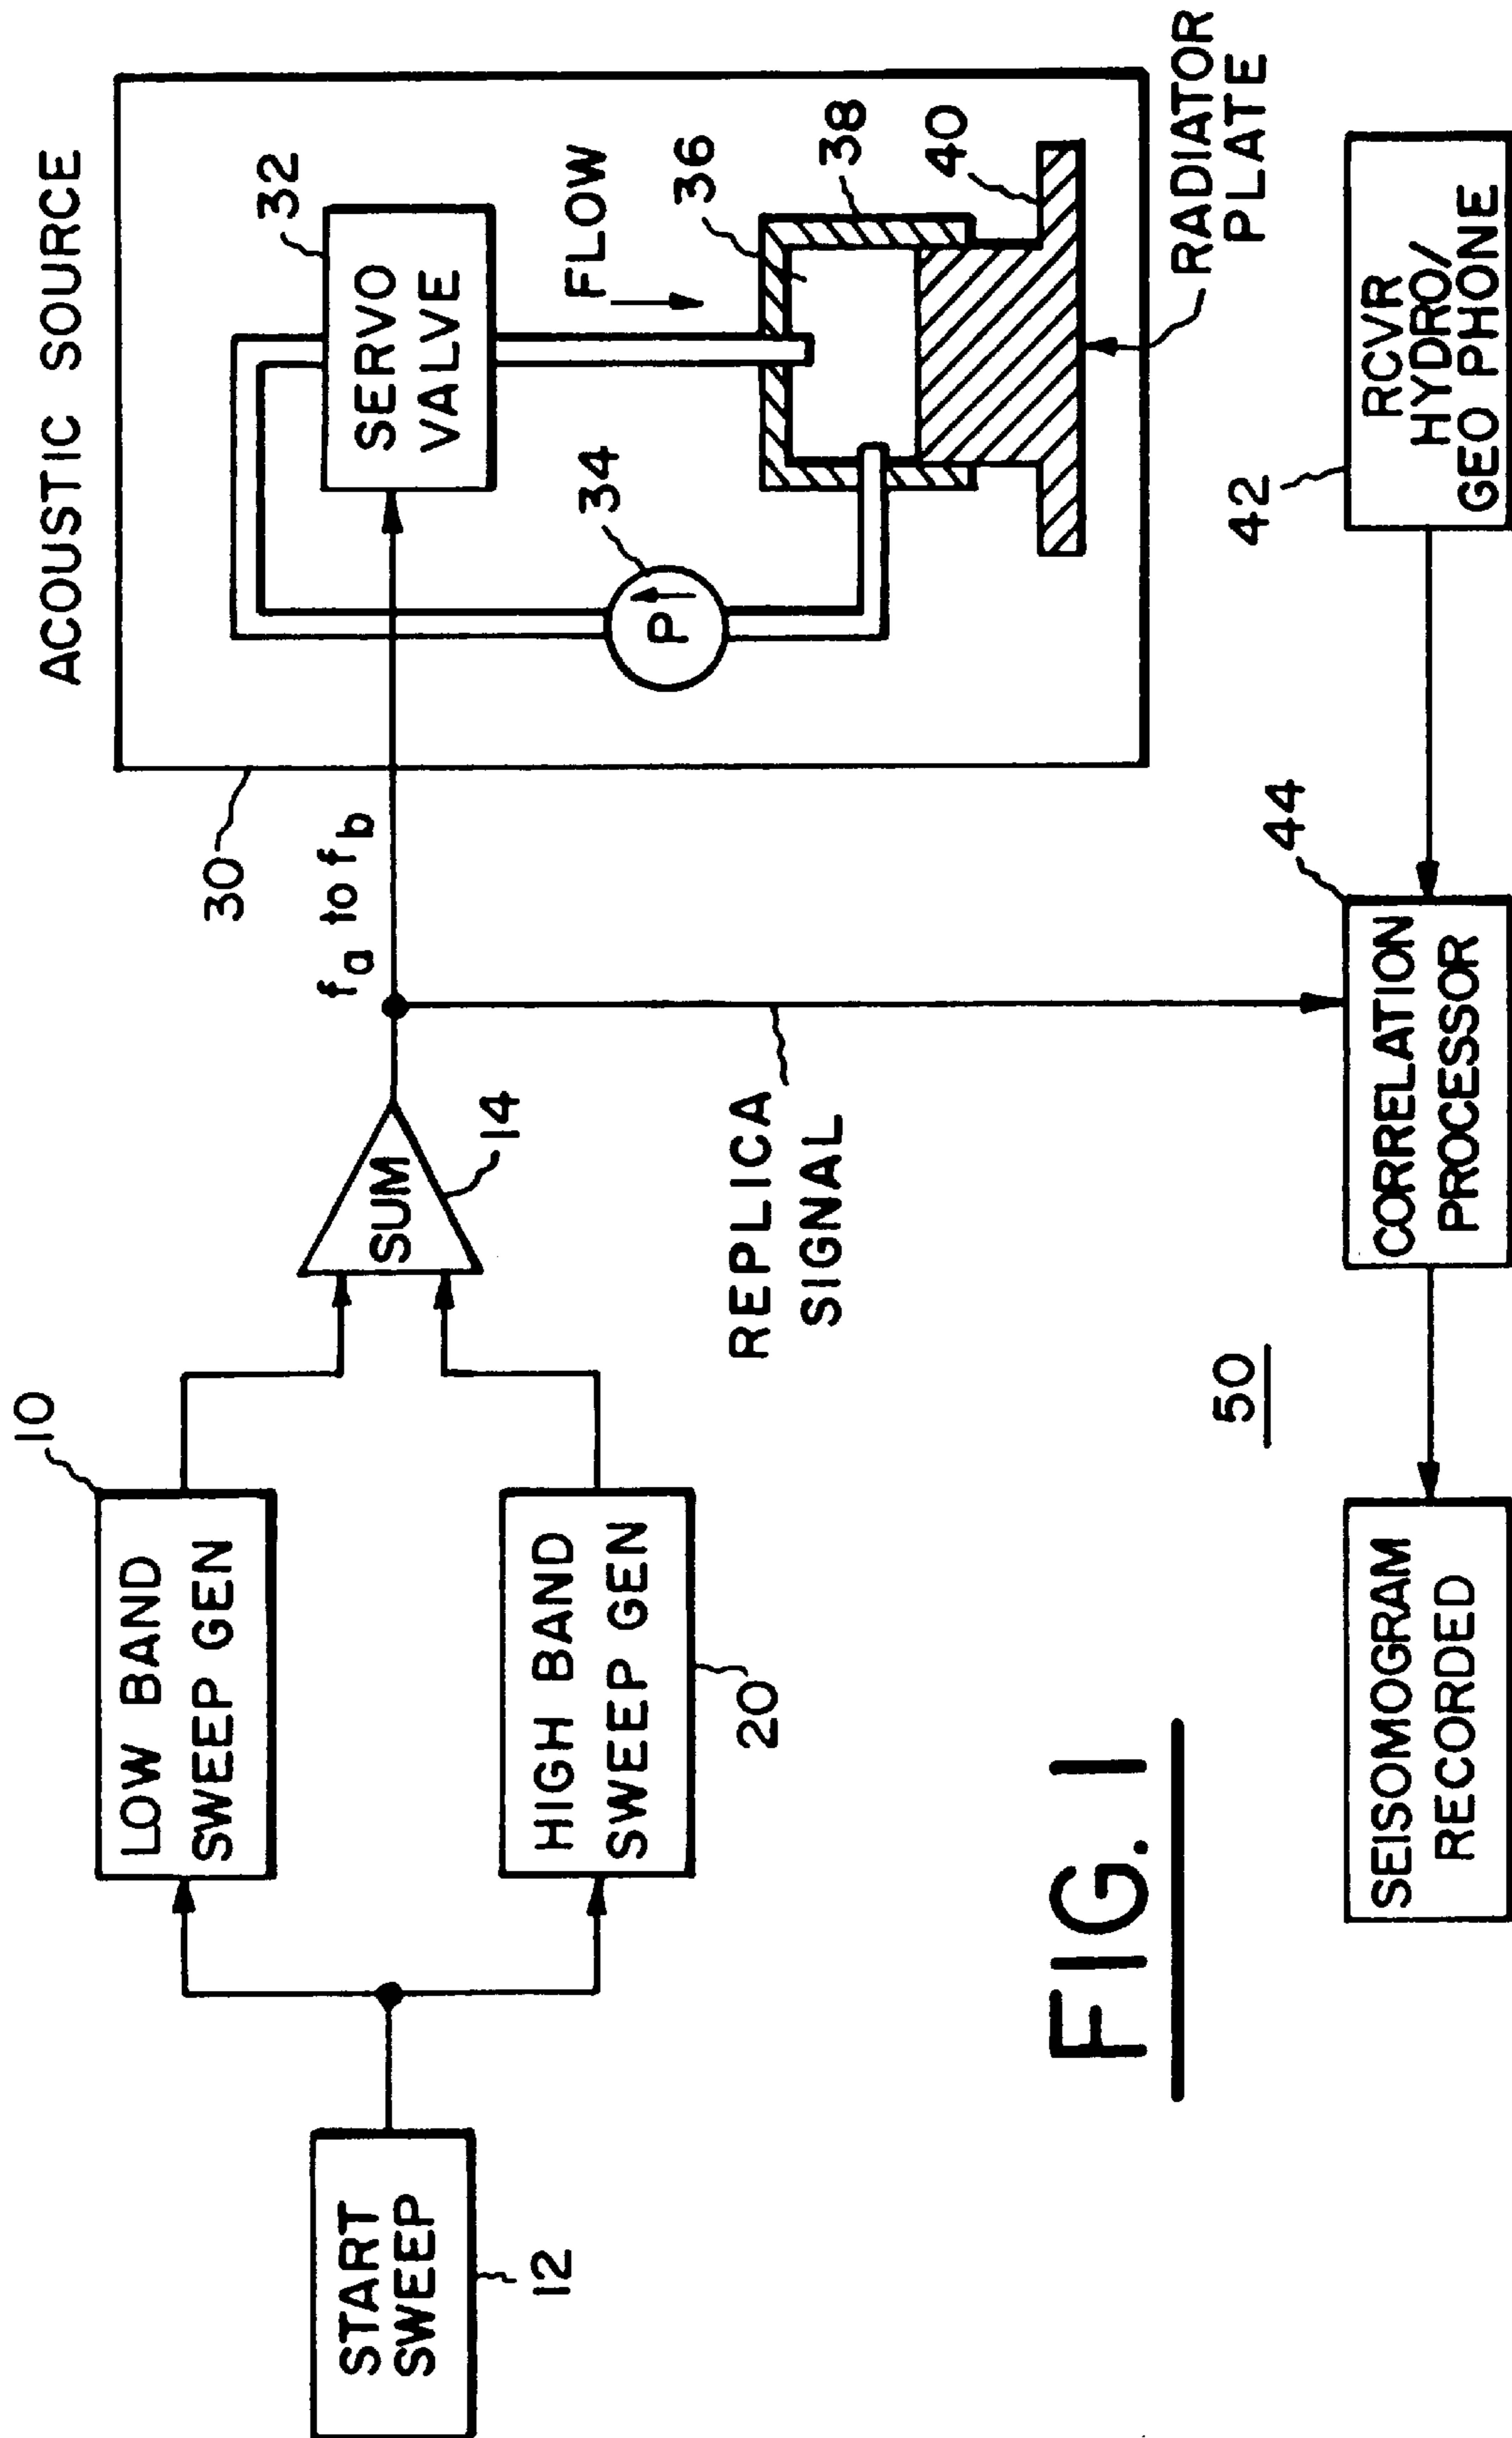 ACOUSTIC SOURCE
START
SWEEP
12
LOW BAND
SWEEP GEN
10
HIGH BAND
SWEEP GEN
20
SUM
14
fa to fb
30
REPLICA
SIGNAL
SERVO
VALVE
32
P
34
FLOW
36
38
40
RADIATOR
PLATE
RCVR
HYDRO/
GEO PHONE
42
CORRELATION
PROCESSOR
44
50
SEISOMOGRAM
RECORDED
FIG. 1